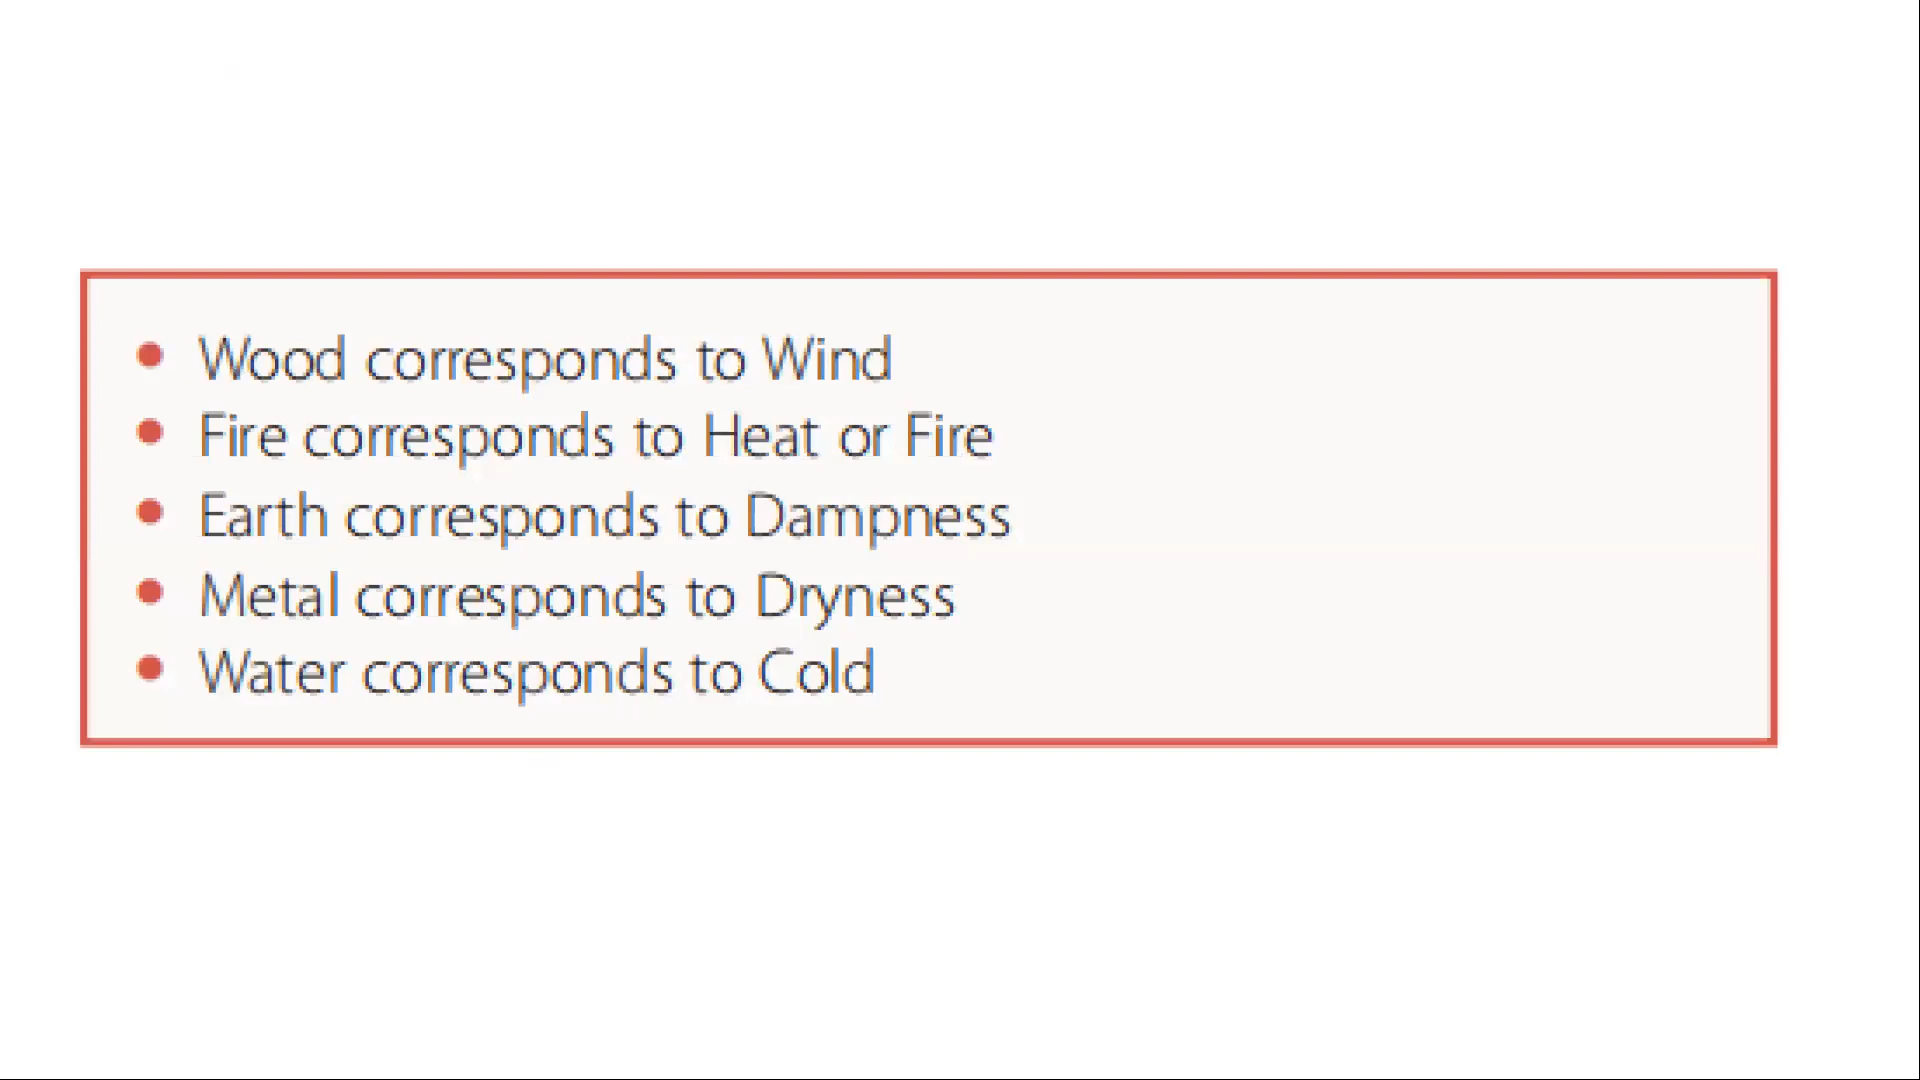 • Wood corresponds to Wind
• Fire corresponds to Heat or Fire
• Earth corresponds to Dampness
• Metal corresponds to Dryness
• Water corresponds to Cold